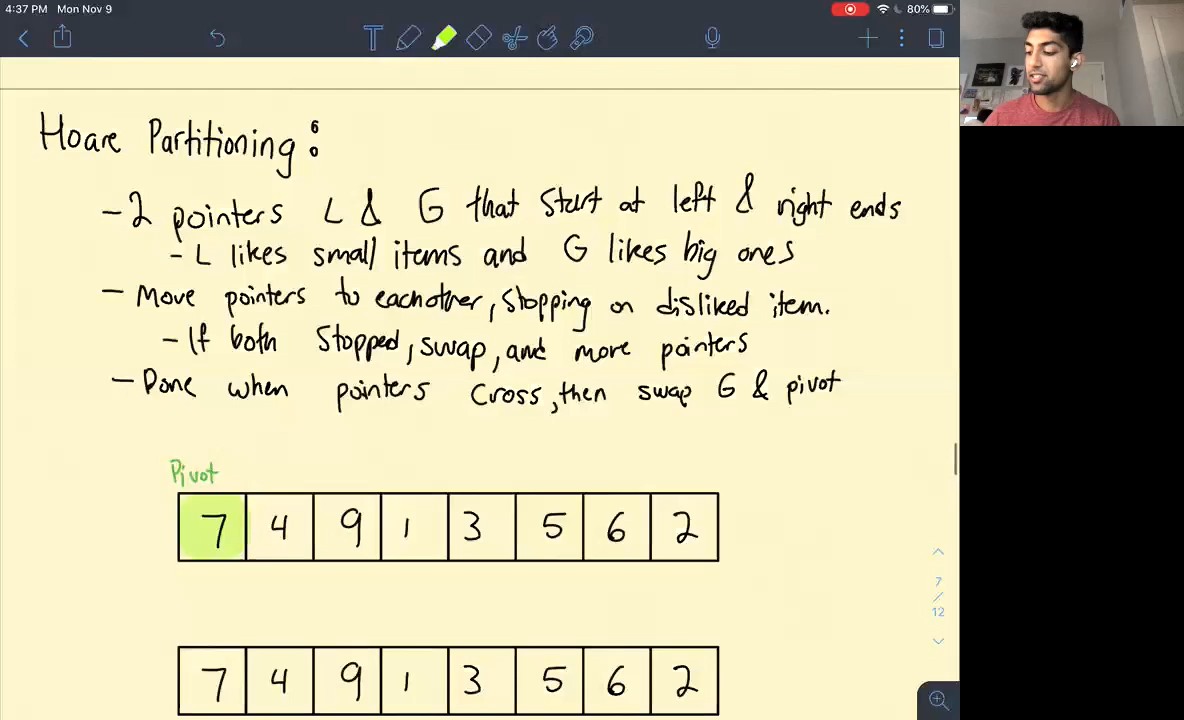 4:37 PM Mon Nov 9
80%
Hoare Partitioning:
- 2 pointers L & G that start at left & right ends
- L likes small items and G likes big ones
- Move pointers to eachother, stopping on disliked item.
- If both stopped, swap, and move pointers
- Done when pointers cross, then swap G & pivot
Pivot
7 4 9 1 3 5 6 2
7 4 9 1 3 5 6 2
7
/
12